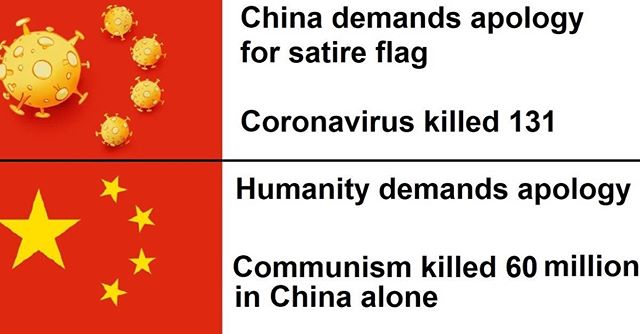 China demands apology
for satire flag
Coronavirus killed 131
Humanity demands apology
Communism killed 60 million
in China alone